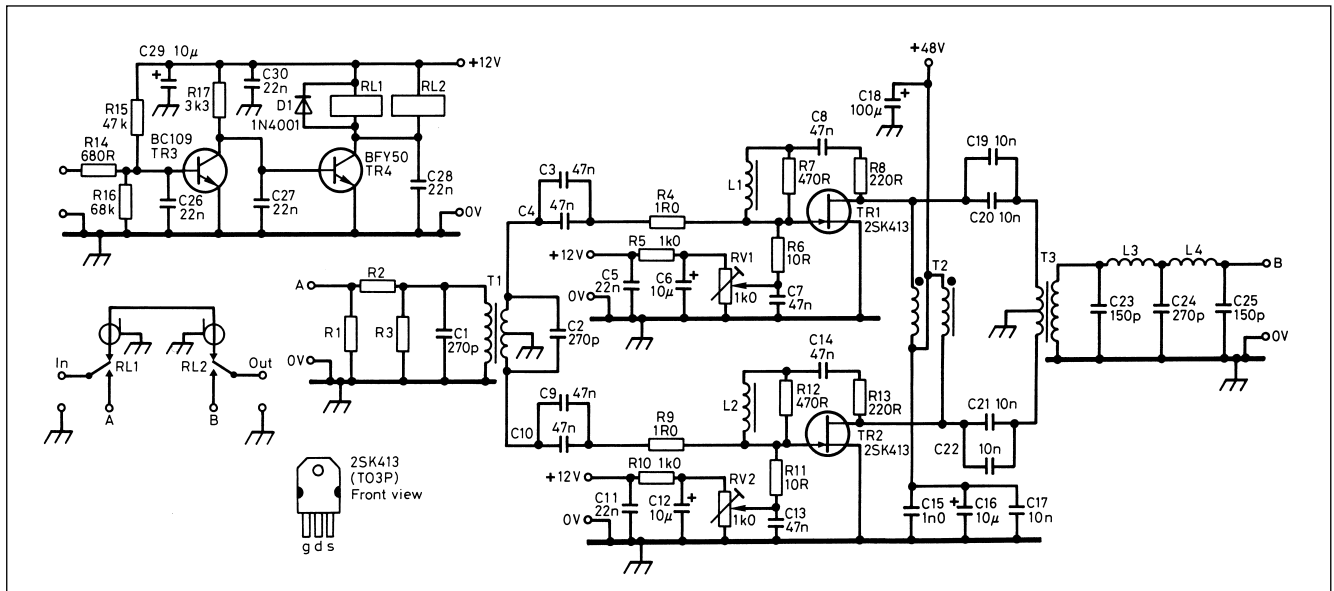 C29 10μ
+
R15
47k
R17
3k3
C30
22n
D1
1N4001
RL1
RL2
+12V
R14
680R
BC109
TR3
BFY50
TR4
R16
68k
C26
22n
C27
22n
C28
22n
0V
In
RL1
A
RL2
B
Out
2SK413
(TO3P)
Front view
g d s
A
0V
R1
R2
R3
C1
270p
T1
C2
270p
C3 47n
C4 47n
R4
1R0
+12V
R5 1k0
C5
22n
C6
10μ
+
0V
RV1
1k0
L1
R7
470R
C8
47n
R8
220R
TR1
2SK413
R6
10R
C7
47n
C9 47n
C10 47n
R9
1R0
+12V
R10 1k0
C11
22n
C12
10μ
+
0V
RV2
1k0
L2
R12
470R
C14
47n
R13
220R
TR2
2SK413
R11
10R
C13
47n
+48V
C18
100μ
+
T2
C19 10n
C20 10n
C21 10n
C22 10n
C15
1n0
+
C16
10μ
C17
10n
T3
L3
L4
C23
150p
C24
270p
C25
150p
B
0V